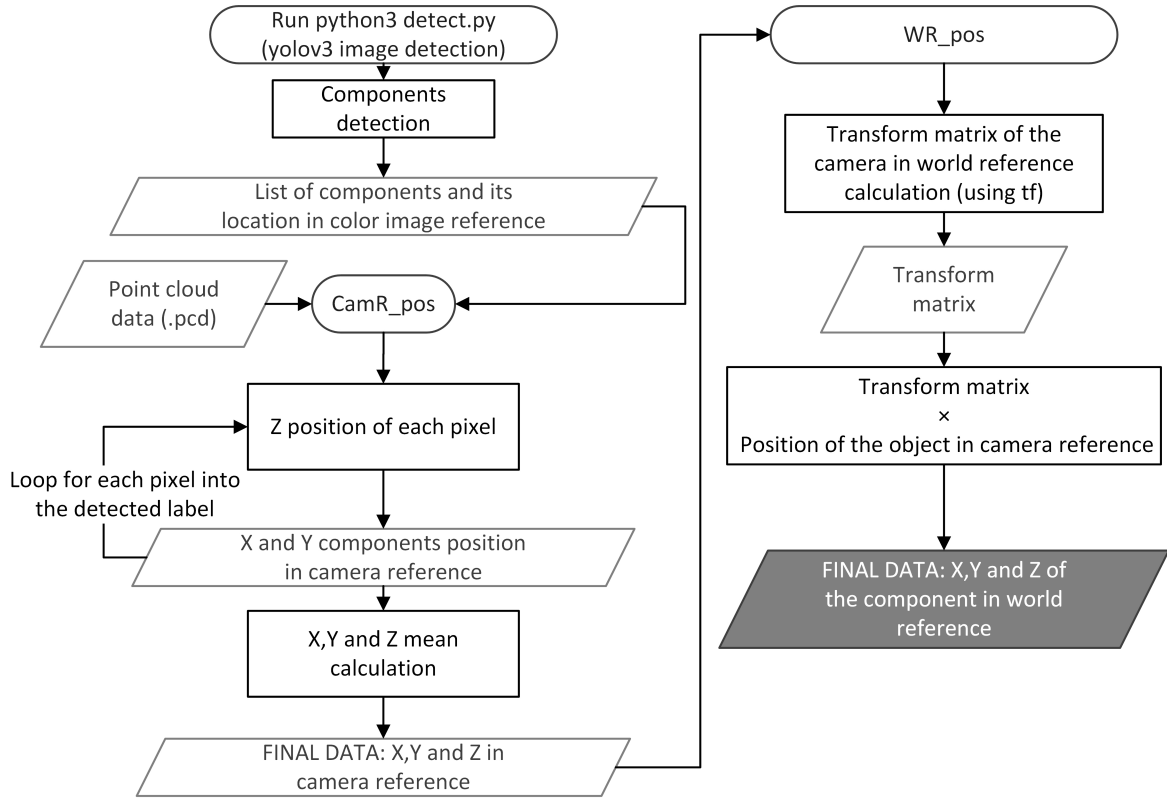 Run python3 detect.py
(yolov3 image detection)
Components
detection
List of components and its
location in color image reference
Point cloud
data (.pcd)
CamR_pos
Z position of each pixel
Loop for each pixel into
the detected label
X and Y components position
in camera reference
X,Y and Z mean
calculation
FINAL DATA: X,Y and Z in
camera reference
WR_pos
Transform matrix of the
camera in world reference
calculation (using tf)
Transform
matrix
Transform matrix
×
Position of the object in camera reference
FINAL DATA: X,Y and Z of
the component in world
reference